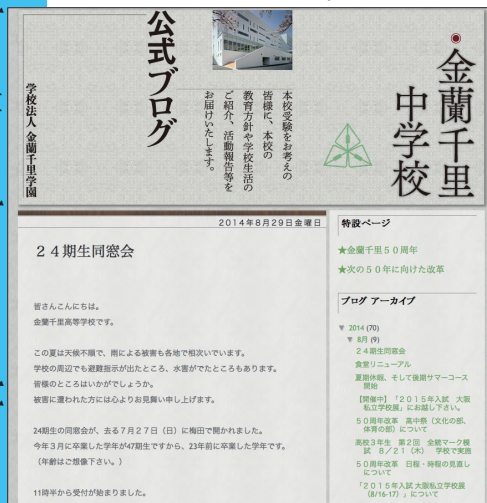 金蘭千里
中学校
本校受験をお考えの
皆様に、本校の
教育方針や学校生活の
ご紹介、活動報告等を
お届けいたします。
公式ブログ
学校法人 金蘭千里学園
2014年8月29日金曜日
２４期生同窓会
皆さんこんにちは。
金蘭千里高等学校です。
この夏は天候不順で、雨による被害も各地で相次いでいます。
学校の周辺でも避難指示が出たところ、水害がでたところもあります。
皆様のところはいかがでしょうか。
被害に遭われた方には心よりお見舞い申し上げます。
24期生の同窓会が、去る７月２７日（日）に梅田で開かれました。
今年３月に卒業した学年が47期生ですから、23年前に卒業した学年です。
（年齢はご想像下さい。）
11時半から受付が始まりました。
特設ページ
★金蘭千里５０周年
★次の５０年に向けた改革
ブログ アーカイブ
▼ 2014 (70)
▼ 8月 (9)
２４期生同窓会
食堂リニューアル
夏期休暇、そして後期サマーコース
開始
【開催中】「２０１５年入試 大阪
私立学校展」にお越し下さい。
５０周年改革 高中祭（文化の部、
体育の部）について
高校３年生 第２回 全統マーク模
試 ８／２１（木） 学校で実施
５０周年改革 日程・時程の見直し
について
「２０１５年入試 大阪私立学校展
（8/16-17）」について